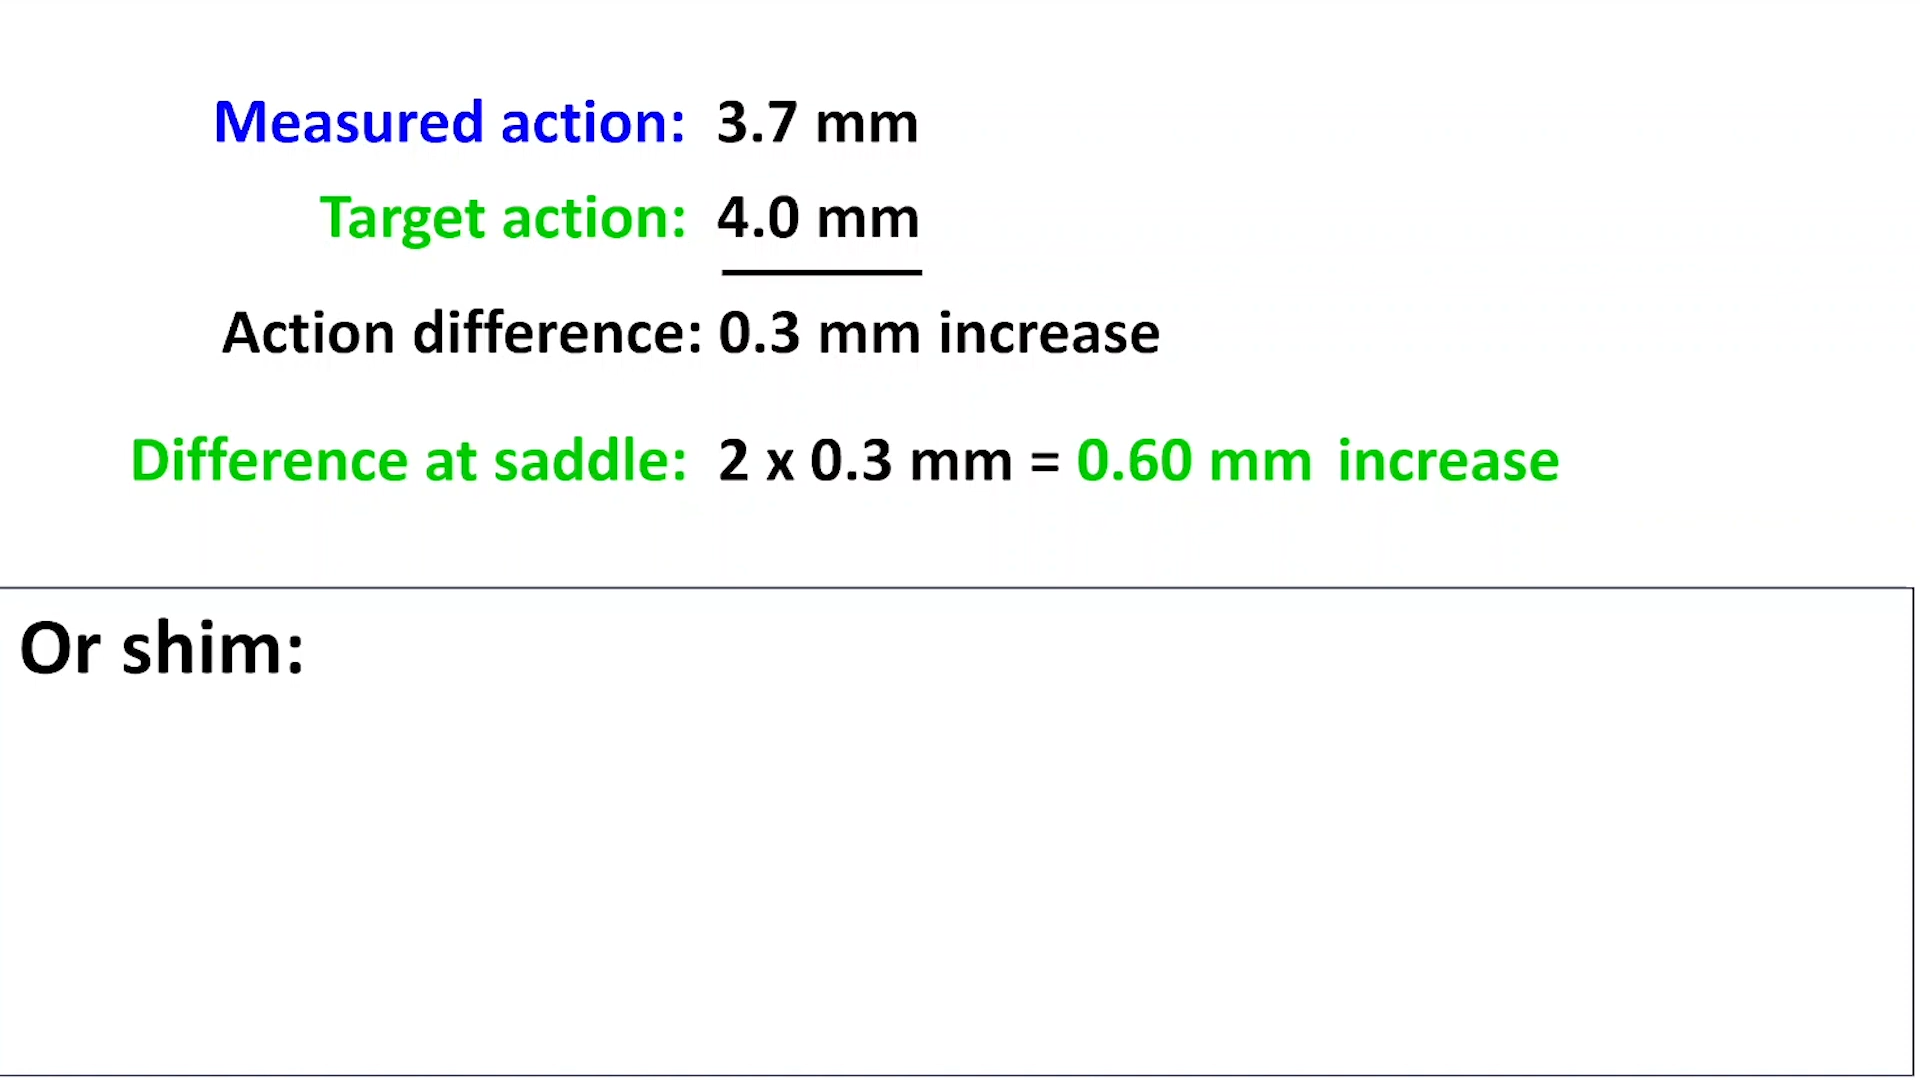 Measured action: 3.7 mm
Target action: 4.0 mm
Action difference: 0.3 mm increase
Difference at saddle: 2 x 0.3 mm = 0.60 mm increase
Or shim: